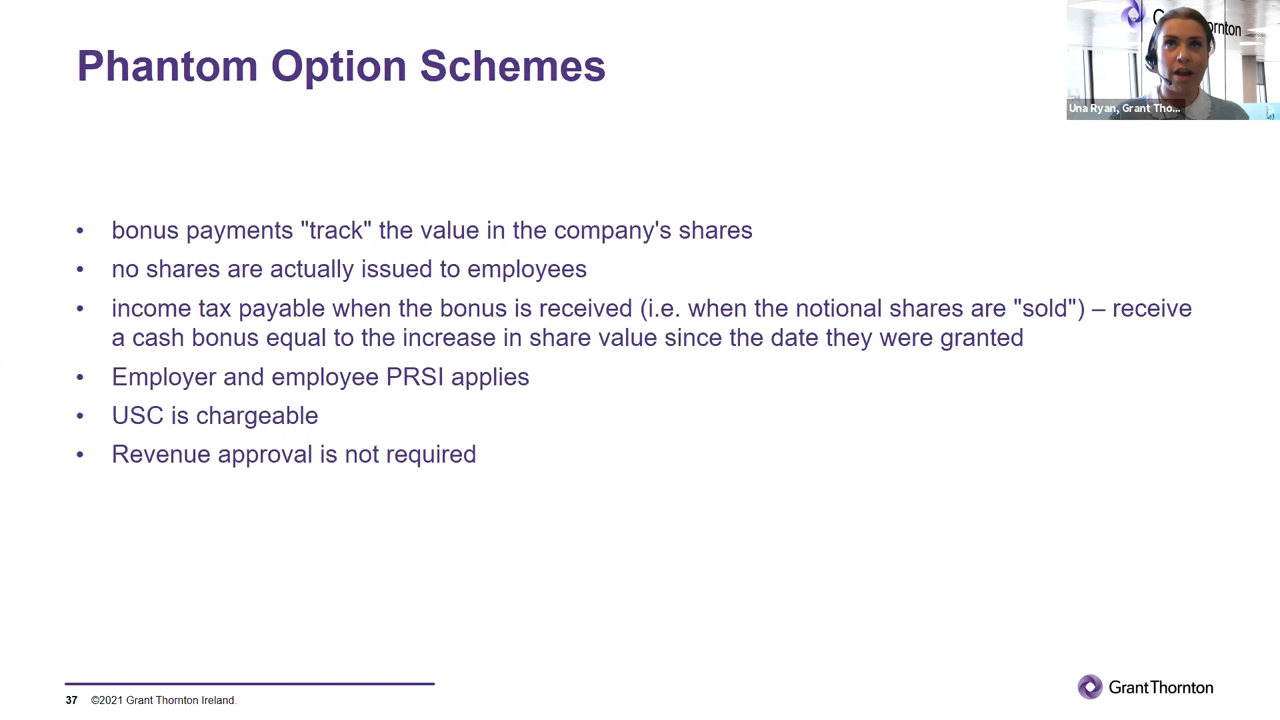 Phantom Option Schemes
Una Ryan, Grant Tho...
• bonus payments "track" the value in the company's shares
• no shares are actually issued to employees
• income tax payable when the bonus is received (i.e. when the notional shares are "sold") – receive
a cash bonus equal to the increase in share value since the date they were granted
• Employer and employee PRSI applies
• USC is chargeable
• Revenue approval is not required
37 ©2021 Grant Thornton Ireland.
Grant Thornton